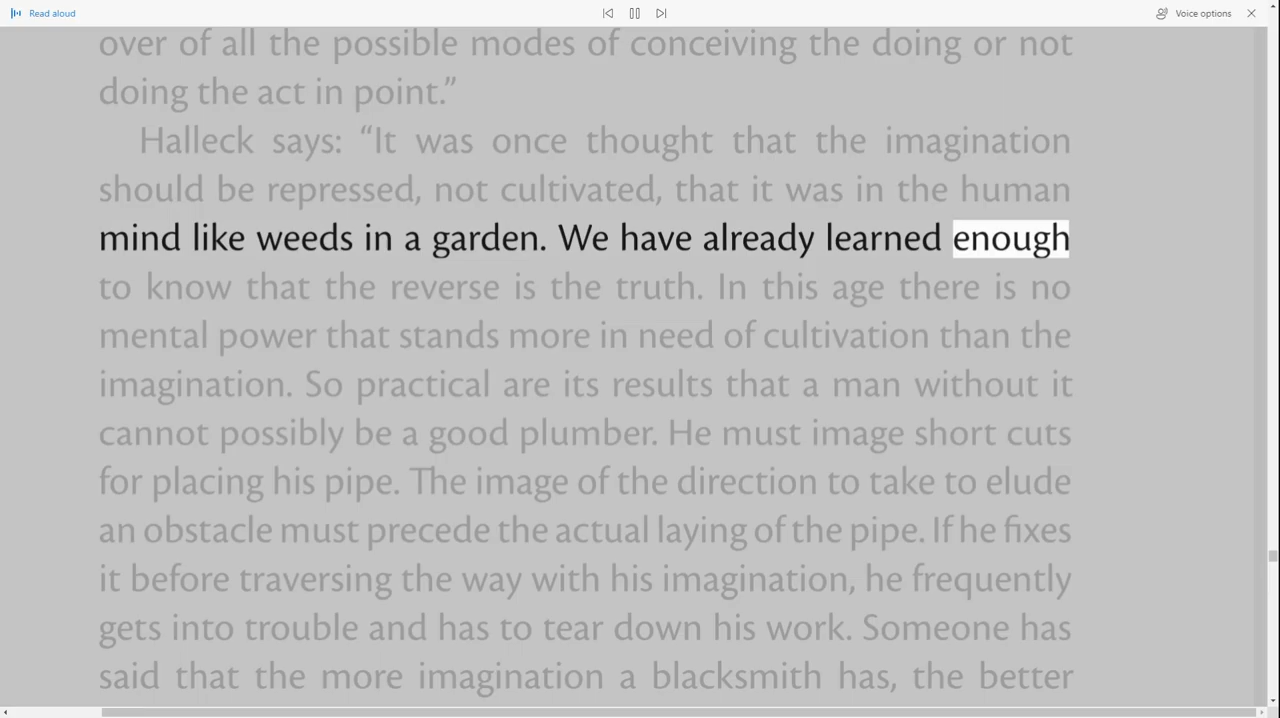 Read aloud
Voice options
over of all the possible modes of conceiving the doing or not
doing the act in point.”
Halleck says: “It was once thought that the imagination
should be repressed, not cultivated, that it was in the human
mind like weeds in a garden. We have already learned enough
to know that the reverse is the truth. In this age there is no
mental power that stands more in need of cultivation than the
imagination. So practical are its results that a man without it
cannot possibly be a good plumber. He must image short cuts
for placing his pipe. The image of the direction to take to elude
an obstacle must precede the actual laying of the pipe. If he fixes
it before traversing the way with his imagination, he frequently
gets into trouble and has to tear down his work. Someone has
said that the more imagination a blacksmith has, the better